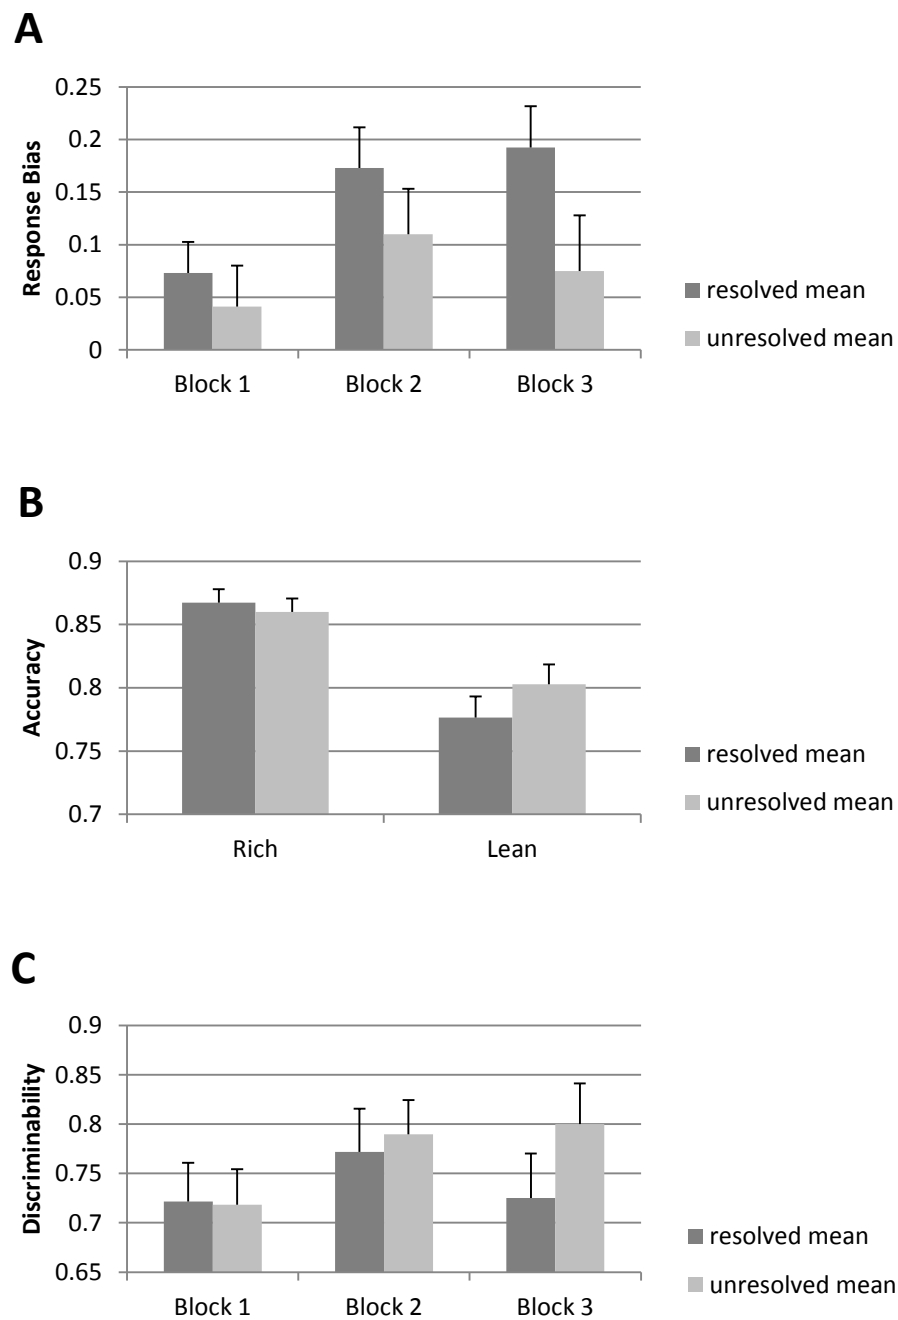 A
0.25
0.2
0.15
0.1
0.05
0
Response Bias
Block 1 Block 2 Block 3
resolved mean
unresolved mean
B
0.9
0.85
0.8
0.75
0.7
Accuracy
Rich Lean
resolved mean
unresolved mean
C
0.9
0.85
0.8
0.75
0.7
0.65
Discriminability
Block 1 Block 2 Block 3
resolved mean
unresolved mean